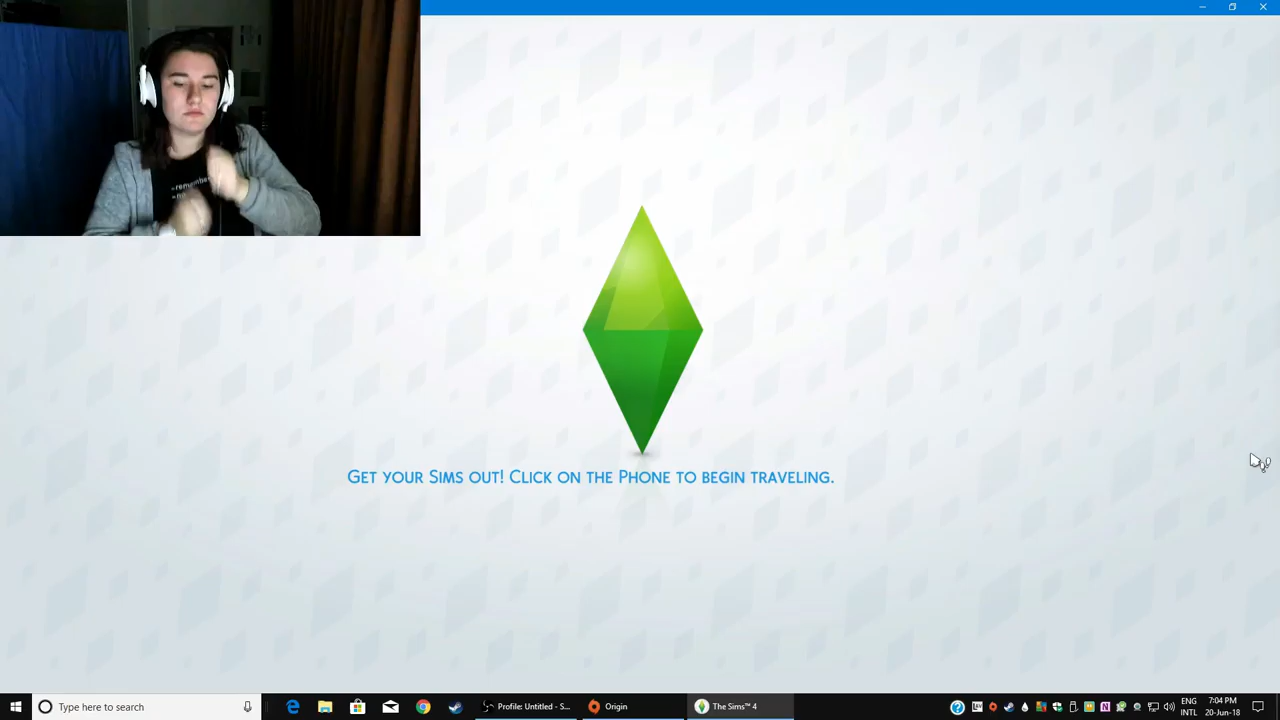 =remember
GET YOUR SIMS OUT! CLICK ON THE PHONE TO BEGIN TRAVELING.
Type here to search
Profile: Untitled - S...
Origin
The Sims™ 4
ENG
INTL
7:04 PM
20-Jun-18